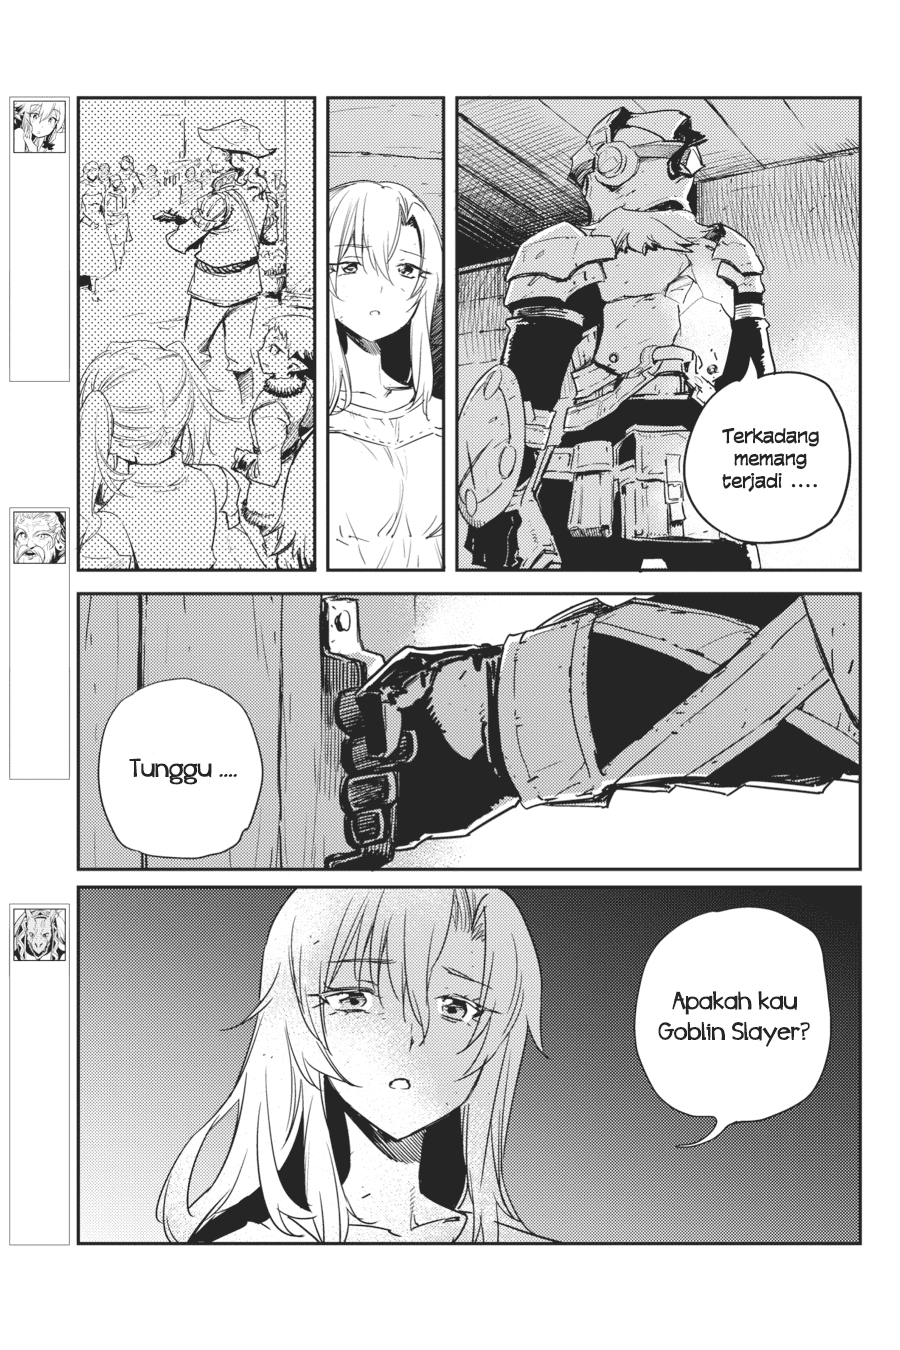 Terkadang
memang
terjadi ....
Tunggu ....
Apakah kau
Goblin Slayer?